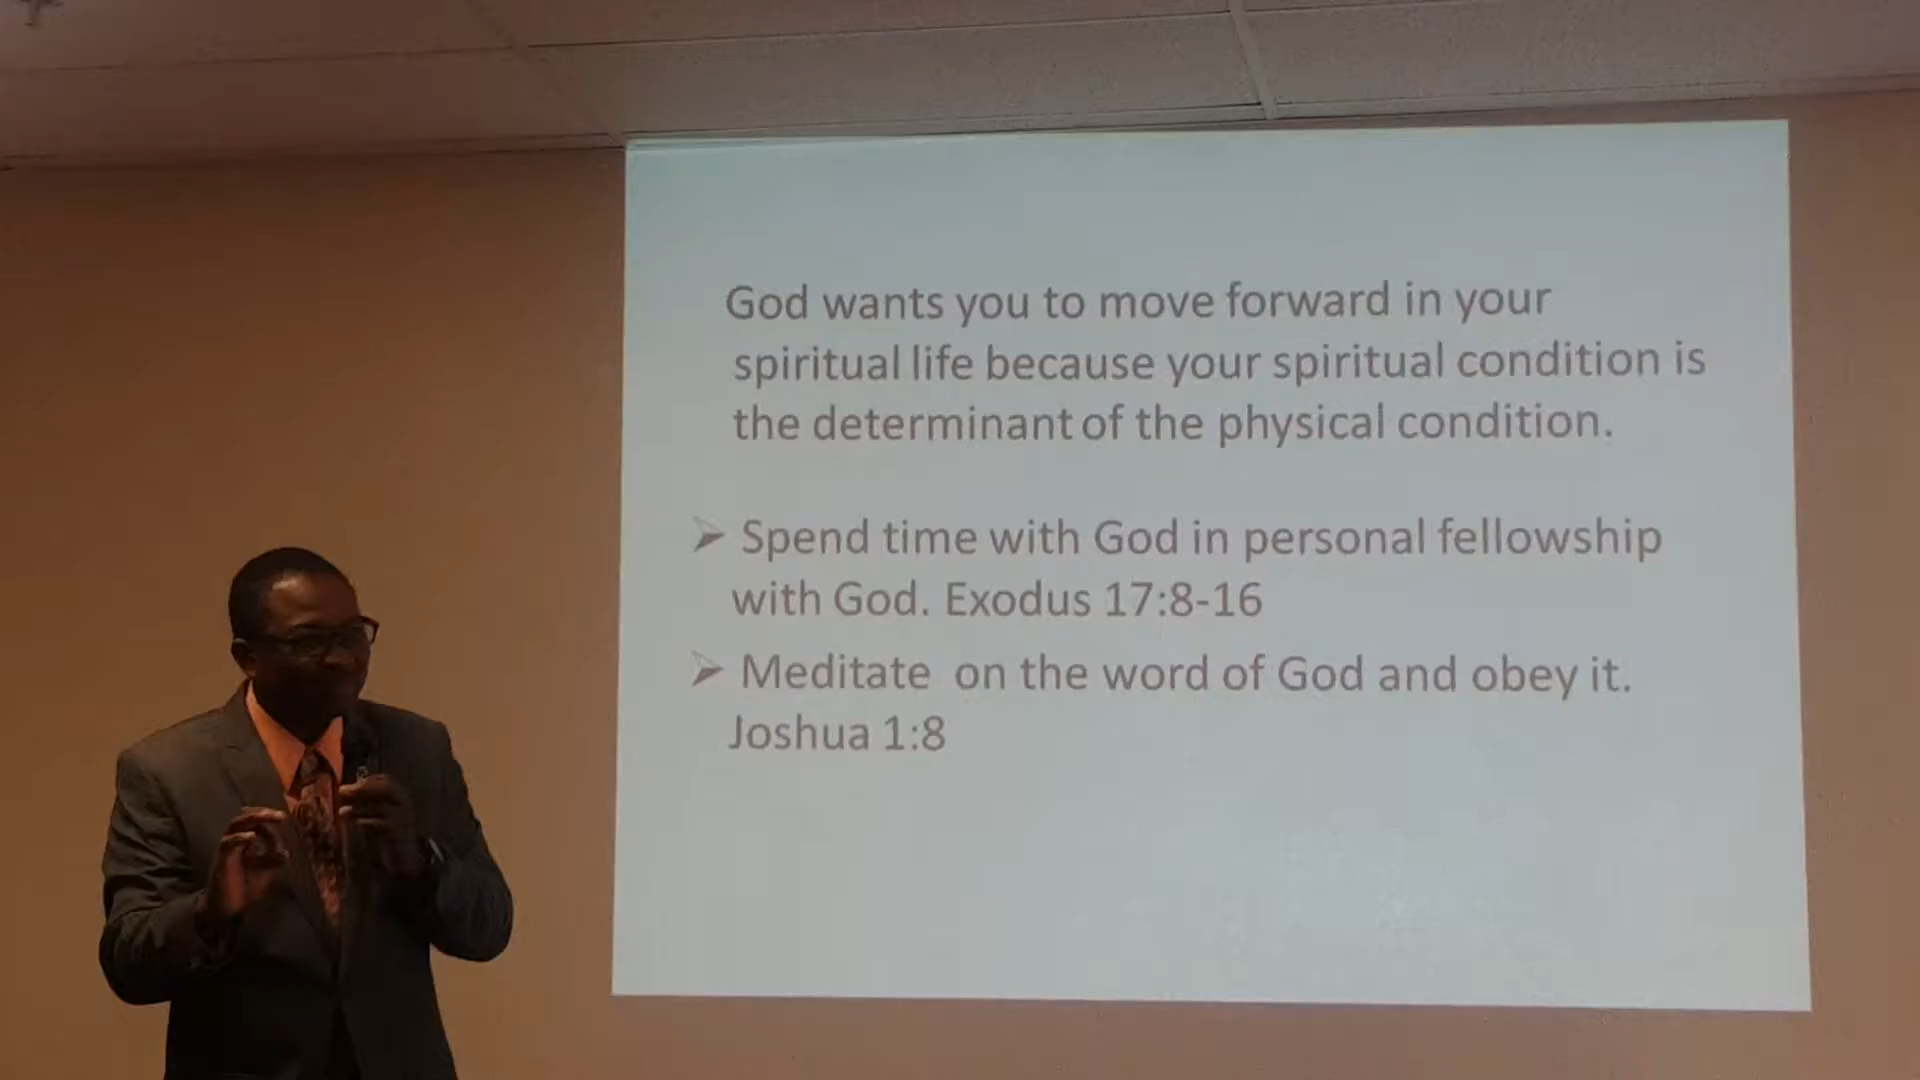 God wants you to move forward in your
spiritual life because your spiritual condition is
the determinant of the physical condition.
➢ Spend time with God in personal fellowship
with God. Exodus 17:8-16
➢ Meditate on the word of God and obey it.
Joshua 1:8